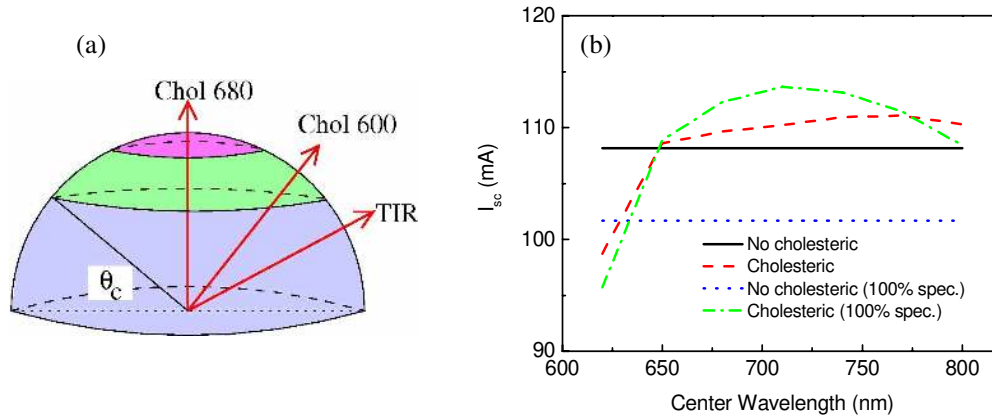 (a)
Chol 680
Chol 600
TIR
θc
(b)
120
110
100
90
Isc (mA)
No cholesteric
Cholesteric
No cholesteric (100% spec.)
Cholesteric (100% spec.)
600 650 700 750 800
Center Wavelength (nm)